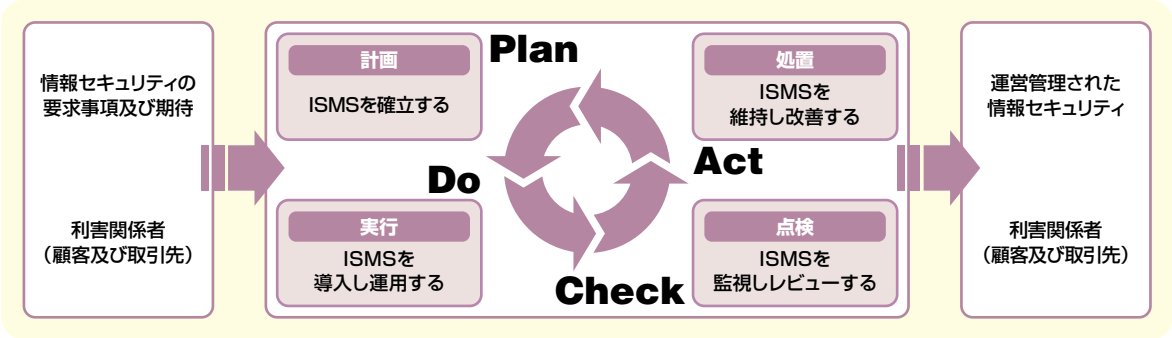 情報セキュリティの
要求事項及び期待
利害関係者
（顧客及び取引先）
計画
ISMSを確立する
Plan
処置
ISMSを
維持し改善する
Act
Do
実行
ISMSを
導入し運用する
Check
点検
ISMSを
監視しレビューする
運営管理された
情報セキュリティ
利害関係者
（顧客及び取引先）